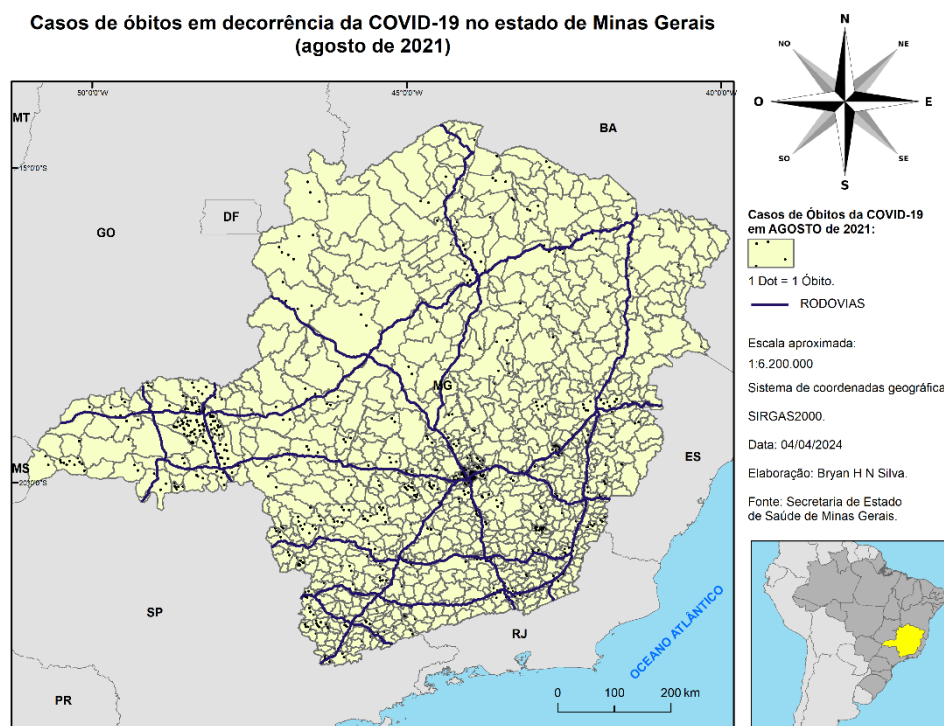 Casos de óbitos em decorrência da COVID-19 no estado de Minas Gerais
(agosto de 2021)
50°0'0"O
45°0'0"O
40°0'0"O
MT
BA
15°0'0"S
DF
GO
MG
MS
20°0'0"S
ES
SP
RJ
PR
OCEANO ATLÂNTICO
0 100 200 km
N
NO
NE
O
E
SO
SE
S
Casos de Óbitos da COVID-19
em AGOSTO de 2021:
1 Dot = 1 Óbito.
RODOVIAS
Escala aproximada:
1:6.200.000
Sistema de coordenadas geográfica
SIRGAS2000.
Data: 04/04/2024
Elaboração: Bryan H N Silva.
Fonte: Secretaria de Estado
de Saúde de Minas Gerais.